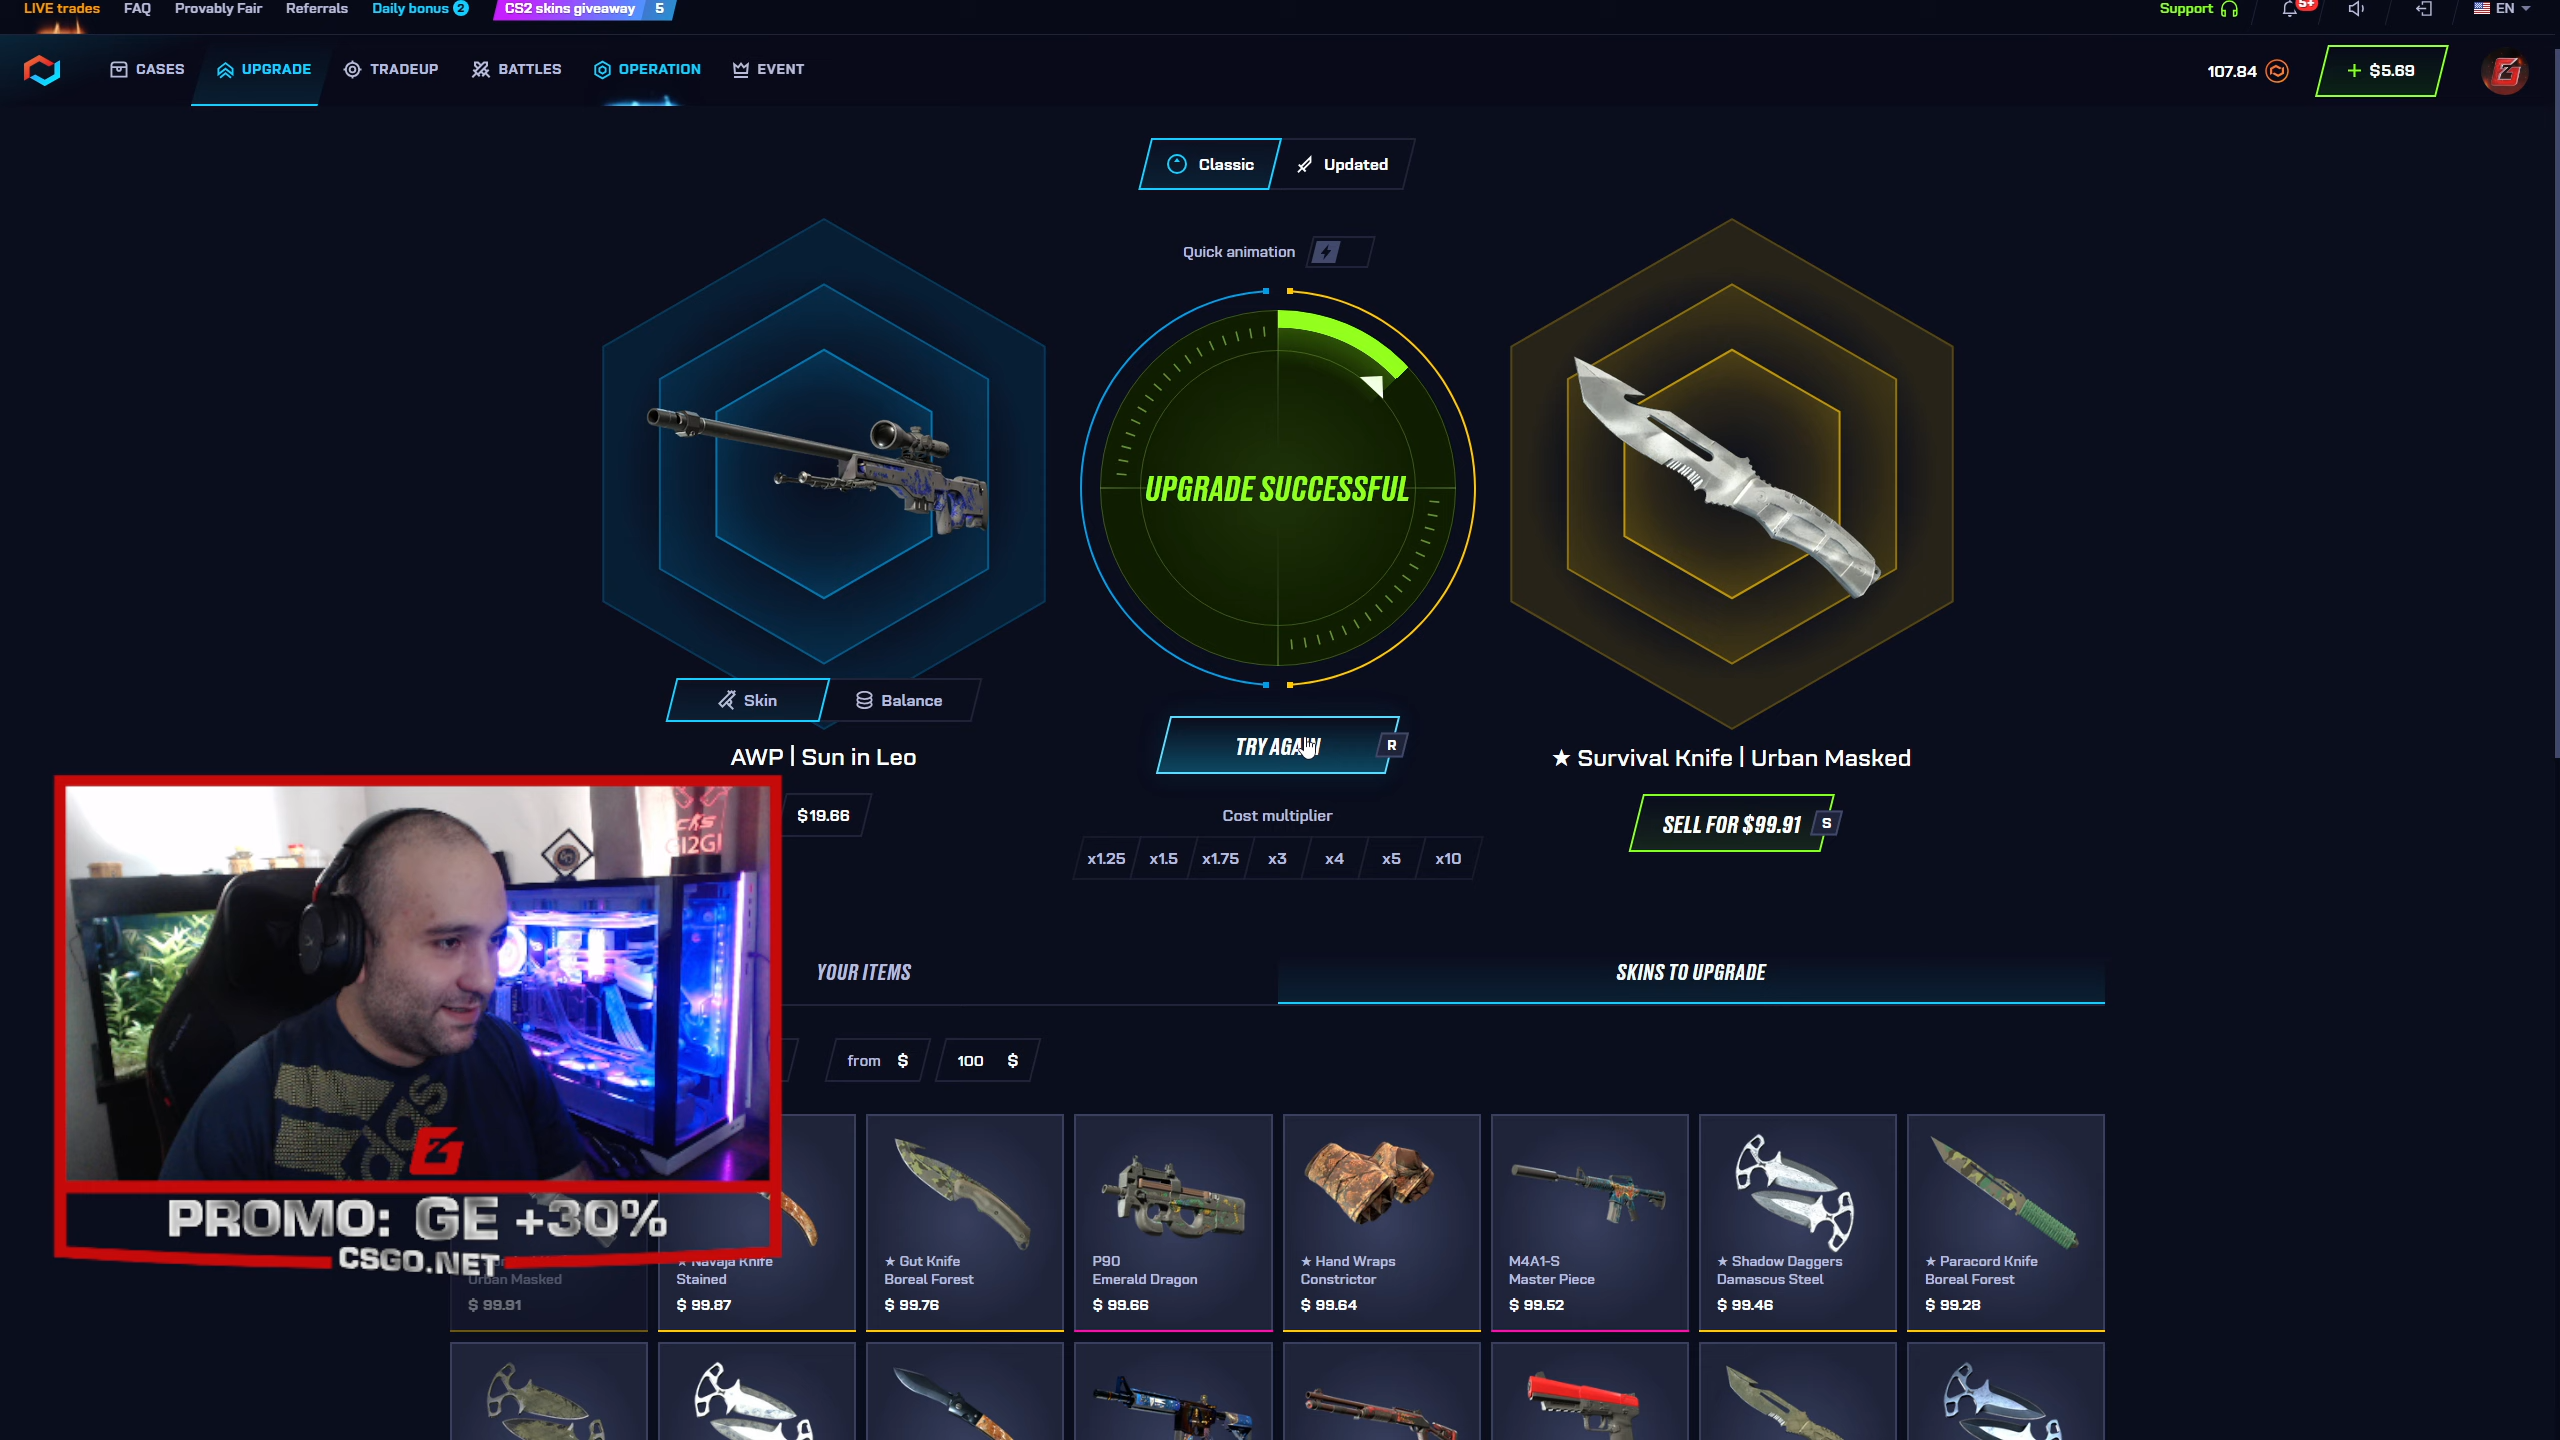 LIVE trades FAQ Provably Fair Referrals Daily bonus 2 CS2 skins giveaway 5 Support 5+ EN
CASES UPGRADE TRADEUP BATTLES OPERATION EVENT 107.84 + $5.69
Classic Updated
Quick animation
UPGRADE SUCCESSFUL
Skin Balance
TRY AGAIN R
AWP | Sun in Leo
★ Survival Knife | Urban Masked
$19.66
Cost multiplier
SELL FOR $99.91 S
x1.25 x1.5 x1.75 x3 x4 x5 x10
YOUR ITEMS SKINS TO UPGRADE
from $ 100 $
PROMO: GE +30%
CSGO.NET
Urban Masked
$ 99.91
★ Navaja Knife
Stained
$ 99.87
★ Gut Knife
Boreal Forest
$ 99.76
P90
Emerald Dragon
$ 99.66
★ Hand Wraps
Constrictor
$ 99.64
M4A1-S
Master Piece
$ 99.52
★ Shadow Daggers
Damascus Steel
$ 99.46
★ Paracord Knife
Boreal Forest
$ 99.28